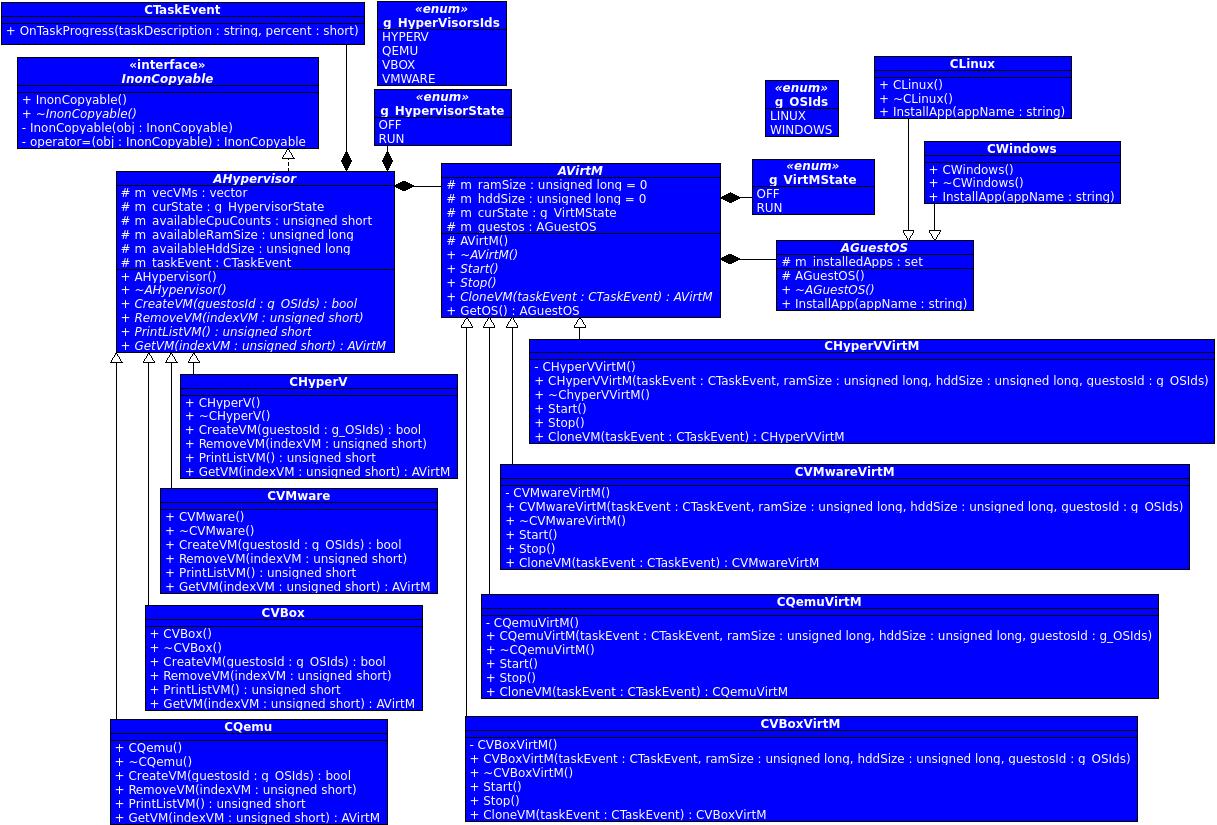 CTaskEvent
+ OnTaskProgress(taskDescription : string, percent : short)
«interface»
InonCopyable
+ InonCopyable()
+ ~InonCopyable()
- InonCopyable(obj : InonCopyable)
- operator=(obj : InonCopyable) : InonCopyable
«enum»
g_HyperVisorsIds
HYPERV
QEMU
VBOX
VMWARE
«enum»
g_HypervisorState
OFF
RUN
«enum»
g_OSIds
LINUX
WINDOWS
CLinux
+ CLinux()
+ ~CLinux()
+ InstallApp(appName : string)
CWindows
+ CWindows()
+ ~CWindows()
+ InstallApp(appName : string)
«enum»
g_VirtMState
OFF
RUN
AHypervisor
# m_vecVMs : vector
# m_curState : g_HypervisorState
# m_availableCpuCounts : unsigned short
# m_availableRamSize : unsigned long
# m_availableHddSize : unsigned long
# m_taskEvent : CTaskEvent
+ AHypervisor()
+ ~AHypervisor()
+ CreateVM(guestosId : g_OSIds) : bool
+ RemoveVM(indexVM : unsigned short)
+ PrintListVM() : unsigned short
+ GetVM(indexVM : unsigned short) : AVirtM
AVirtM
# m_ramSize : unsigned long = 0
# m_hddSize : unsigned long = 0
# m_curState : g_VirtMState
# m_guestos : AGuestOS
# AVirtM()
+ ~AVirtM()
+ Start()
+ Stop()
+ CloneVM(taskEvent : CTaskEvent) : AVirtM
+ GetOS() : AGuestOS
AGuestOS
# m_installedApps : set
# AGuestOS()
+ ~AGuestOS()
+ InstallApp(appName : string)
CHyperV
+ CHyperV()
+ ~CHyperV()
+ CreateVM(guestosId : g_OSIds) : bool
+ RemoveVM(indexVM : unsigned short)
+ PrintListVM() : unsigned short
+ GetVM(indexVM : unsigned short) : AVirtM
CVMware
+ CVMware()
+ ~CVMware()
+ CreateVM(guestosId : g_OSIds) : bool
+ RemoveVM(indexVM : unsigned short)
+ PrintListVM() : unsigned short
+ GetVM(indexVM : unsigned short) : AVirtM
CVBox
+ CVBox()
+ ~CVBox()
+ CreateVM(guestosId : g_OSIds) : bool
+ RemoveVM(indexVM : unsigned short)
+ PrintListVM() : unsigned short
+ GetVM(indexVM : unsigned short) : AVirtM
CQemu
+ CQemu()
+ ~CQemu()
+ CreateVM(guestosId : g_OSIds) : bool
+ RemoveVM(indexVM : unsigned short)
+ PrintListVM() : unsigned short
+ GetVM(indexVM : unsigned short) : AVirtM
CHyperVVirtM
- CHyperVVirtM()
+ CHyperVVirtM(taskEvent : CTaskEvent, ramSize : unsigned long, hddSize : unsigned long, guestosId : g_OSIds)
+ ~ChyperVVirtM()
+ Start()
+ Stop()
+ CloneVM(taskEvent : CTaskEvent) : CHyperVVirtM
CVMwareVirtM
- CVMwareVirtM()
+ CVMwareVirtM(taskEvent : CTaskEvent, ramSize : unsigned long, hddSize : unsigned long, guestosId : g_OSIds)
+ ~CVMwareVirtM()
+ Start()
+ Stop()
+ CloneVM(taskEvent : CTaskEvent) : CVMwareVirtM
CQemuVirtM
- CQemuVirtM()
+ CQemuVirtM(taskEvent : CTaskEvent, ramSize : unsigned long, hddSize : unsigned long, guestosId : g_OSIds)
+ ~CQemuVirtM()
+ Start()
+ Stop()
+ CloneVM(taskEvent : CTaskEvent) : CQemuVirtM
CVBoxVirtM
- CVBoxVirtM()
+ CVBoxVirtM(taskEvent : CTaskEvent, ramSize : unsigned long, hddSize : unsigned long, guestosId : g_OSIds)
+ ~CVBoxVirtM()
+ Start()
+ Stop()
+ CloneVM(taskEvent : CTaskEvent) : CVBoxVirtM